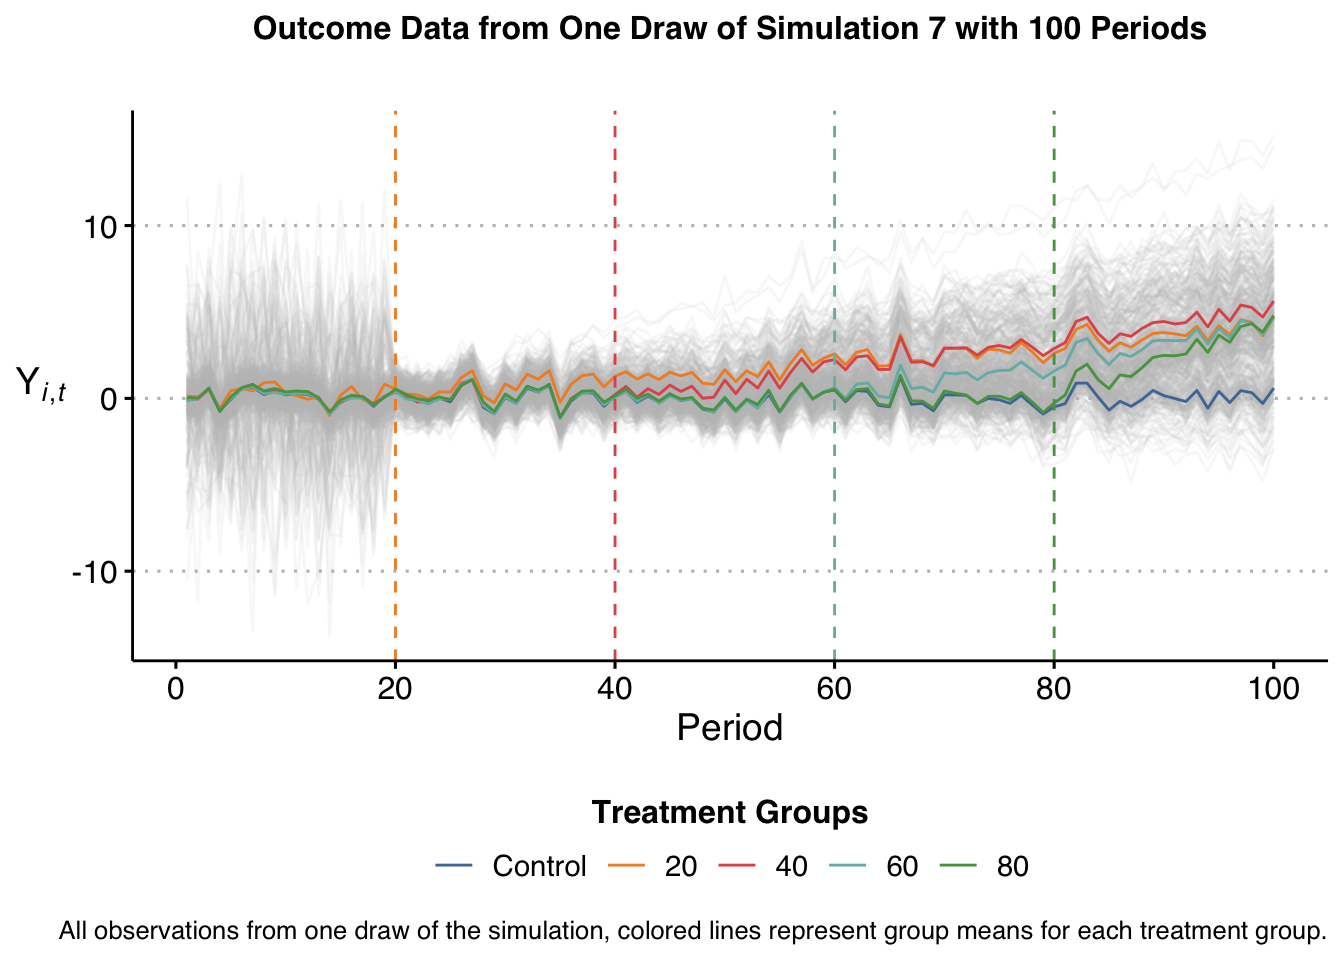 Outcome Data from One Draw of Simulation 7 with 100 Periods
10
0
-10
Y i,t
0 20 40 60 80 100
Period
Treatment Groups
Control 20 40 60 80
All observations from one draw of the simulation, colored lines represent group means for each treatment group.